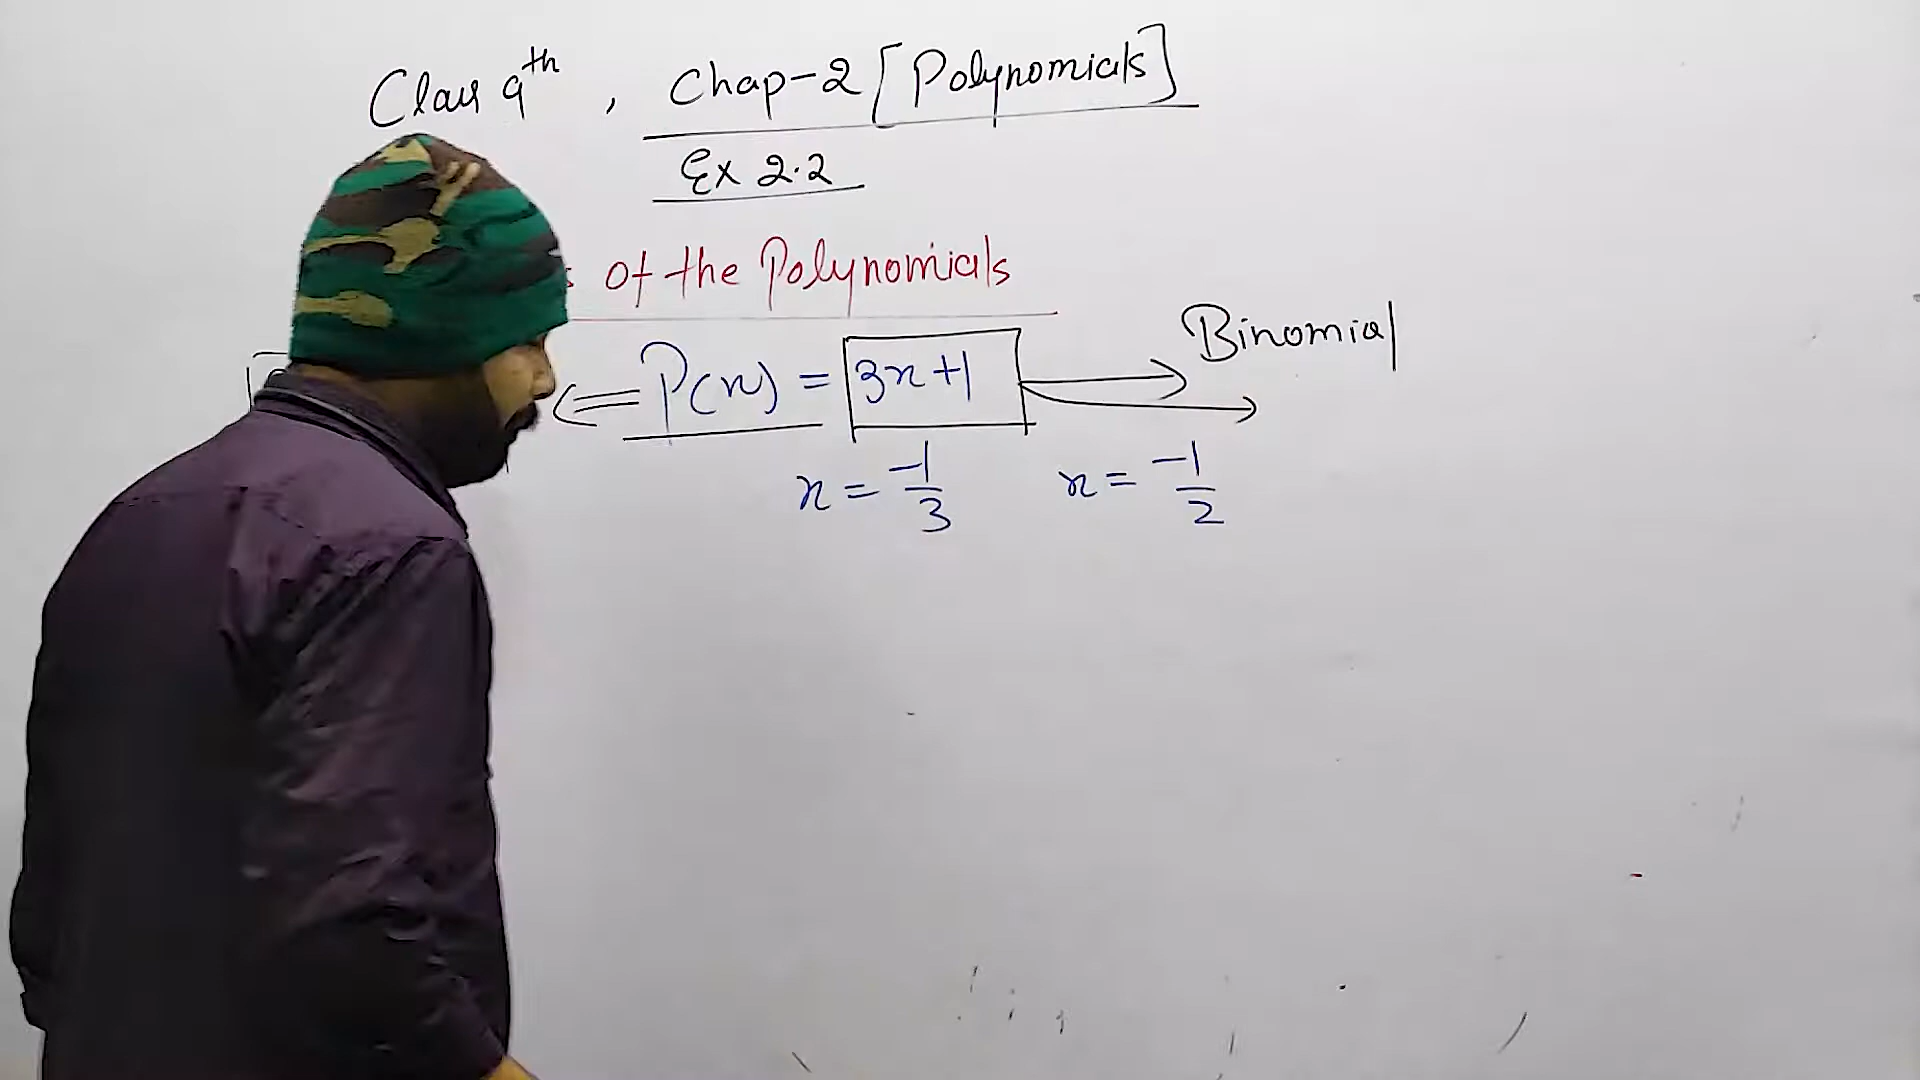 Class 9th , Chap-2 [Polynomials]
Ex 2.2
of the Polynomials
P(x) = 3x+1 Binomial
x = -1/3 x = -1/2